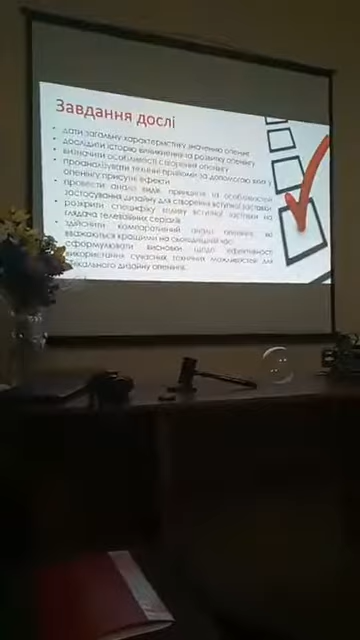 Завдання дослі
• дати загальну характеристику значенню опенінг
• дослідити історію виникнення та розвитку опенінгу
• визначити особливості створення опенінгу
• проаналізувати технічні прийоми за допомогою яких у
опенінгу присутні ефекти
• провести аналіз видів, принципів та особливостей
застосування дизайну для створення вступної заставки
• розкрити специфіку впливу вступної заставки на
глядача телевізійних серіалів
здійснити компаративний аналіз опенінгів, які
вважаються кращими на сьогоднішній час
сформулювати висновки щодо ефективності
використання сучасних технічних можливостей для
дизайну опенінгів.